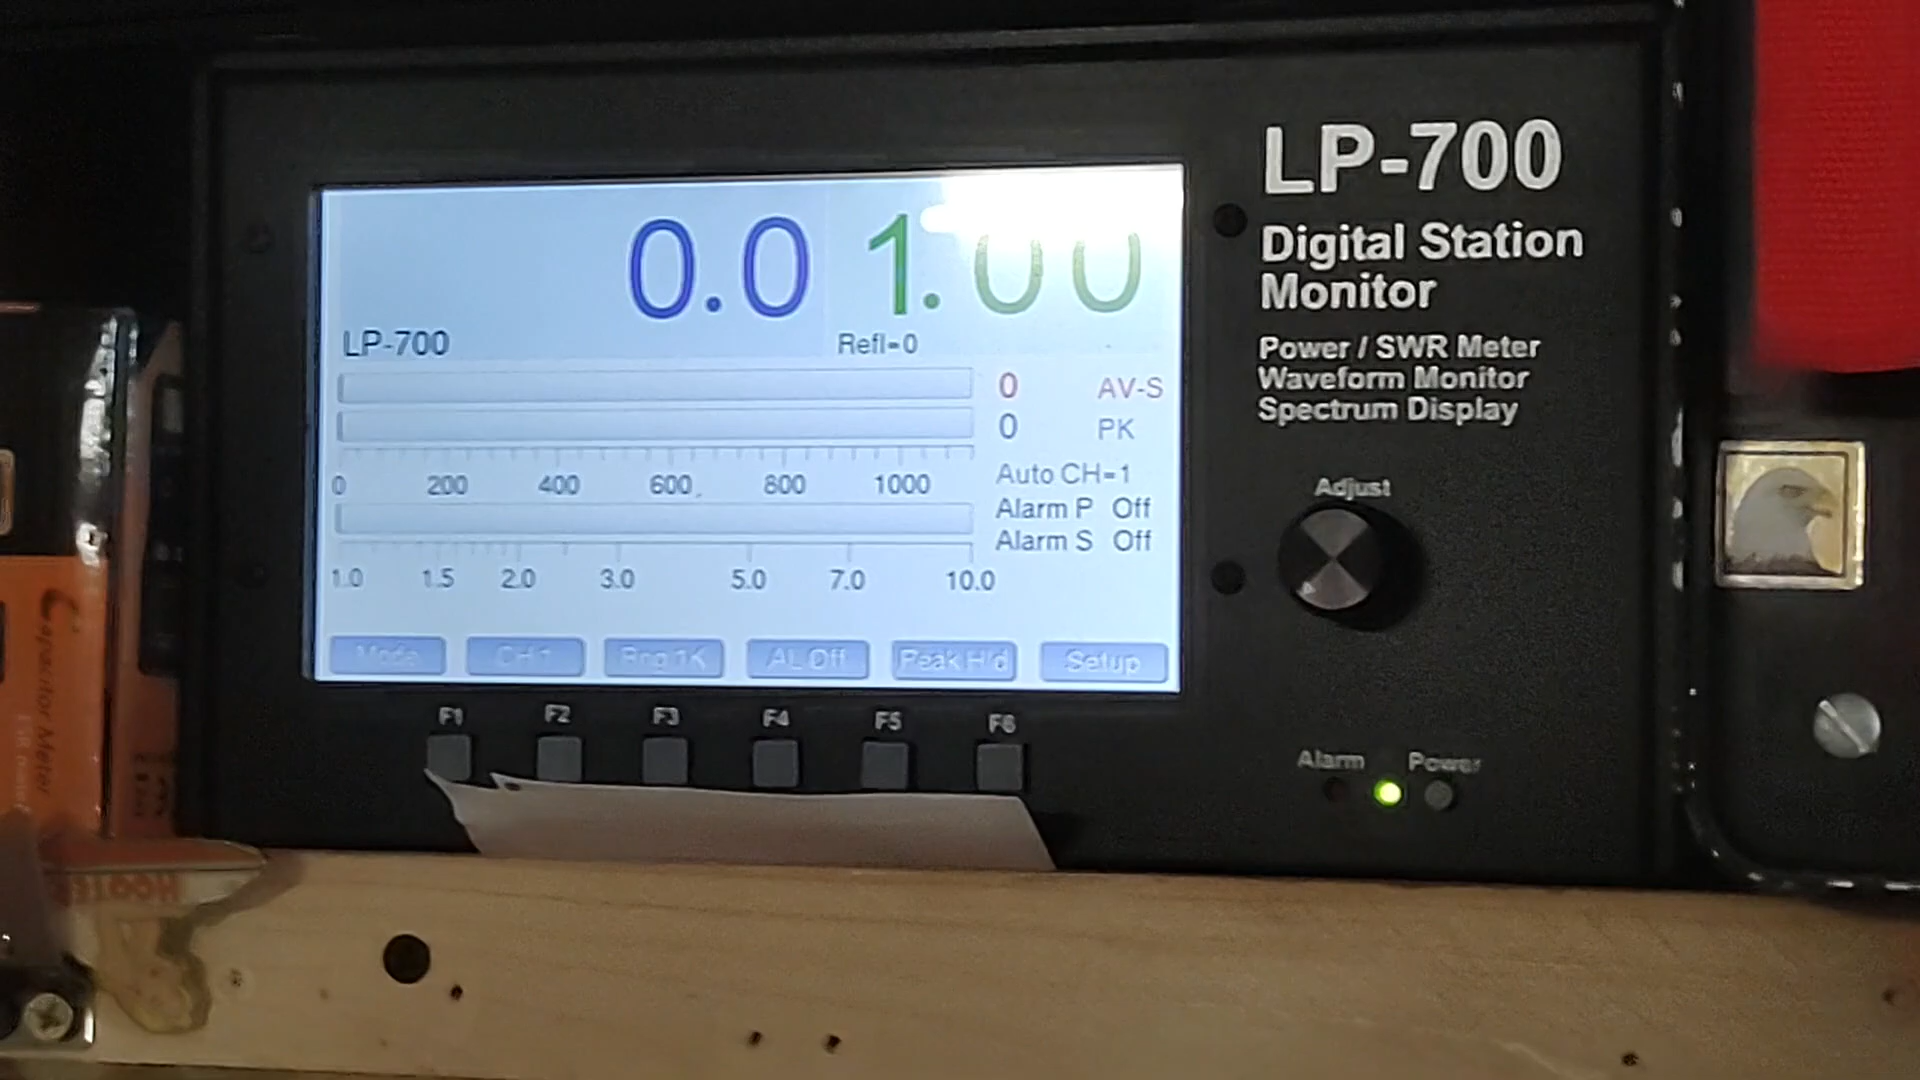 LP-700
Digital Station
Monitor
Power / SWR Meter
Waveform Monitor
Spectrum Display
0.0 1.00
LP-700 Refl=0
0 AV-S
0 PK
0 200 400 600 800 1000
Auto CH=1
Alarm P Off
Alarm S Off
1.0 1.5 2.0 3.0 5.0 7.0 10.0
Mode CH 1 Rng 1K AL Off Peak H'd Setup
F1 F2 F3 F4 F5 F6
Adjust
Alarm Power
Capacitor Meter